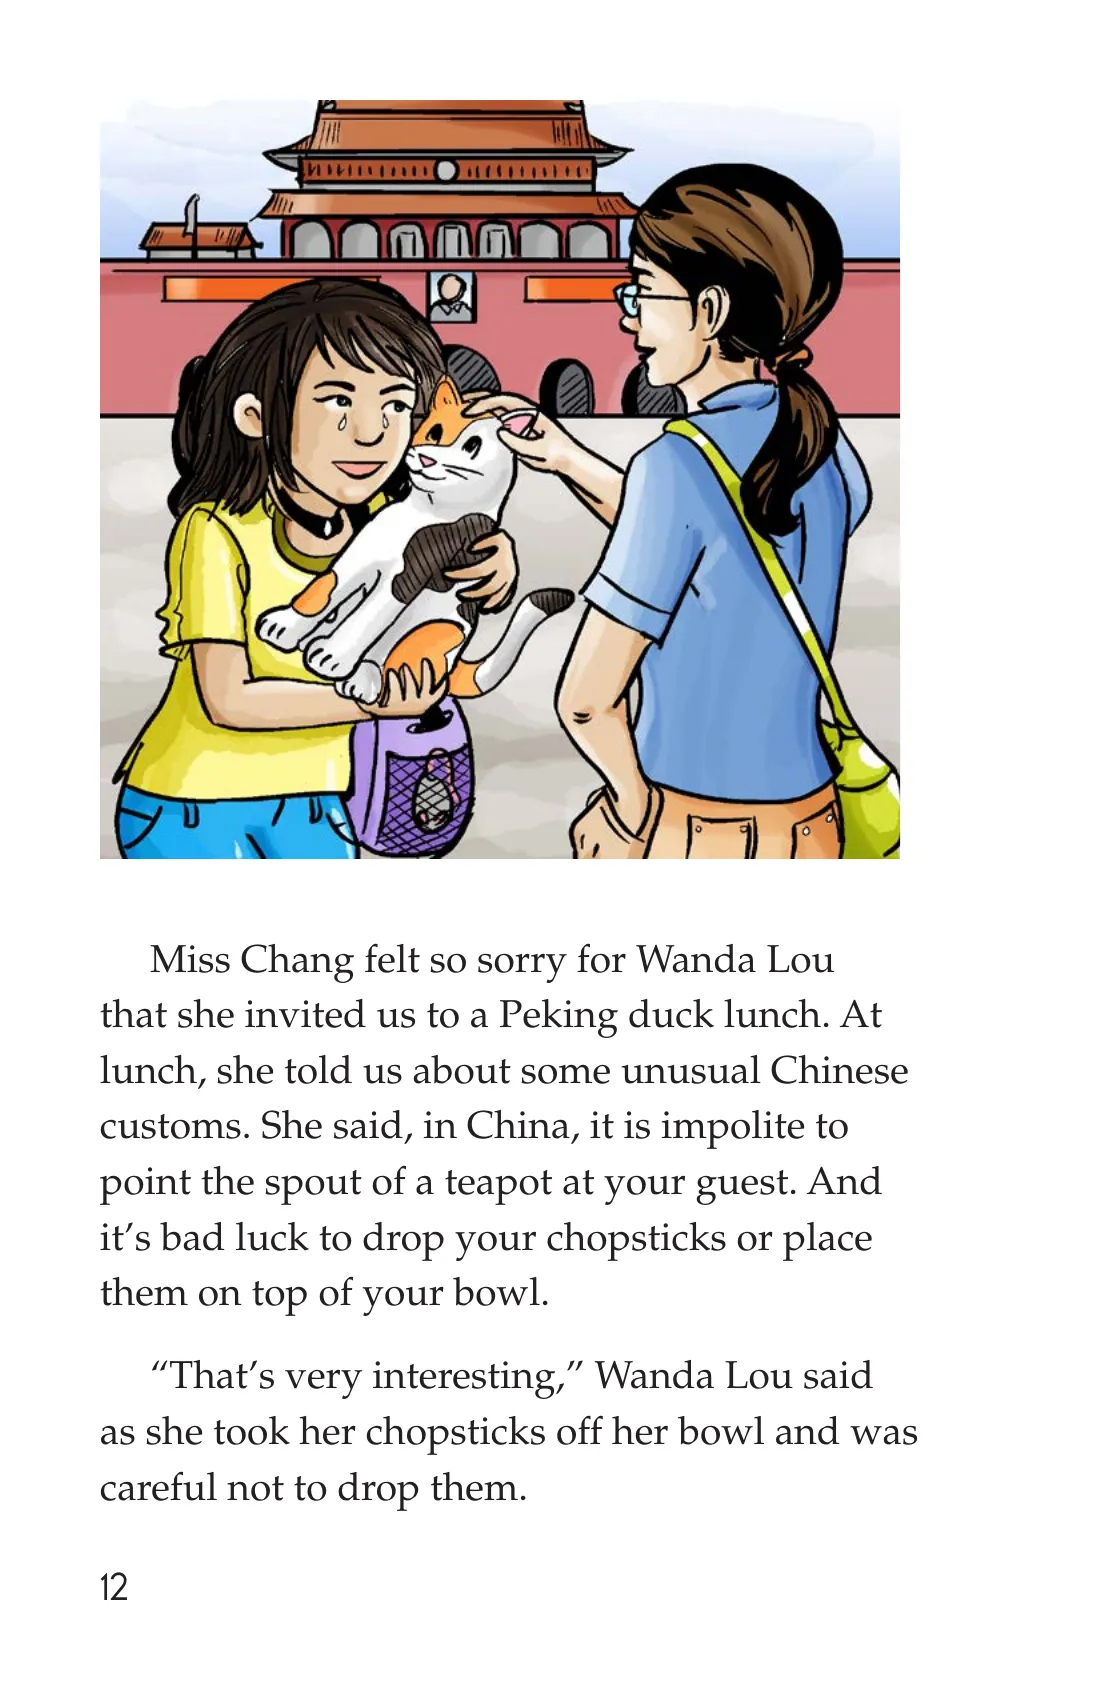 Miss Chang felt so sorry for Wanda Lou
that she invited us to a Peking duck lunch. At
lunch, she told us about some unusual Chinese
customs. She said, in China, it is impolite to
point the spout of a teapot at your guest. And
it’s bad luck to drop your chopsticks or place
them on top of your bowl.
“That’s very interesting,” Wanda Lou said
as she took her chopsticks off her bowl and was
careful not to drop them.
12